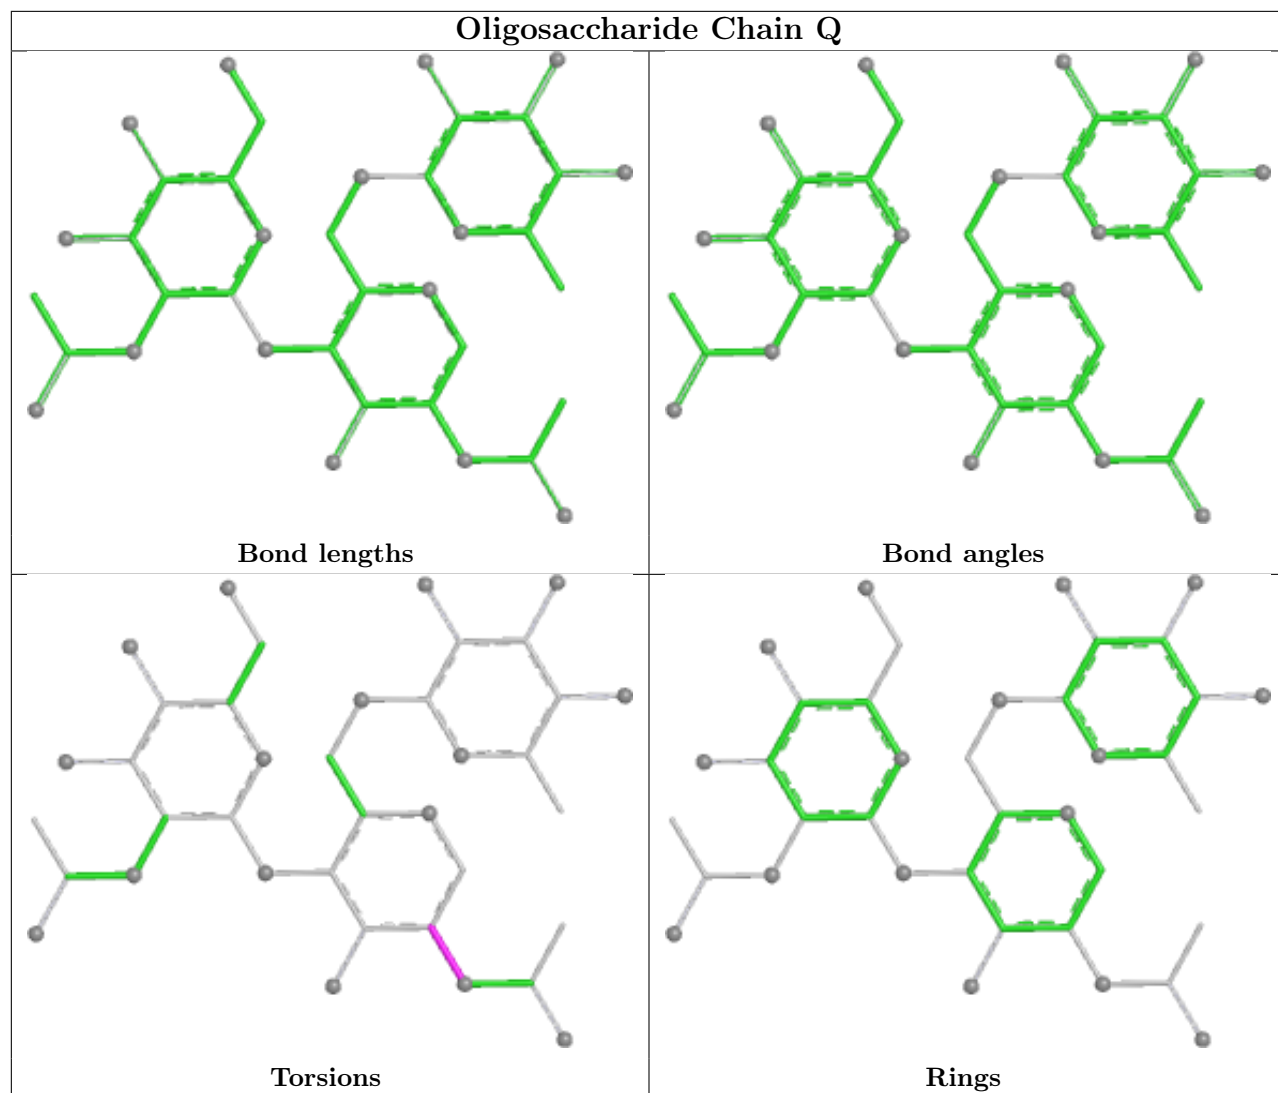 Oligosaccharide Chain Q
Bond lengths
Bond angles
Torsions
Rings